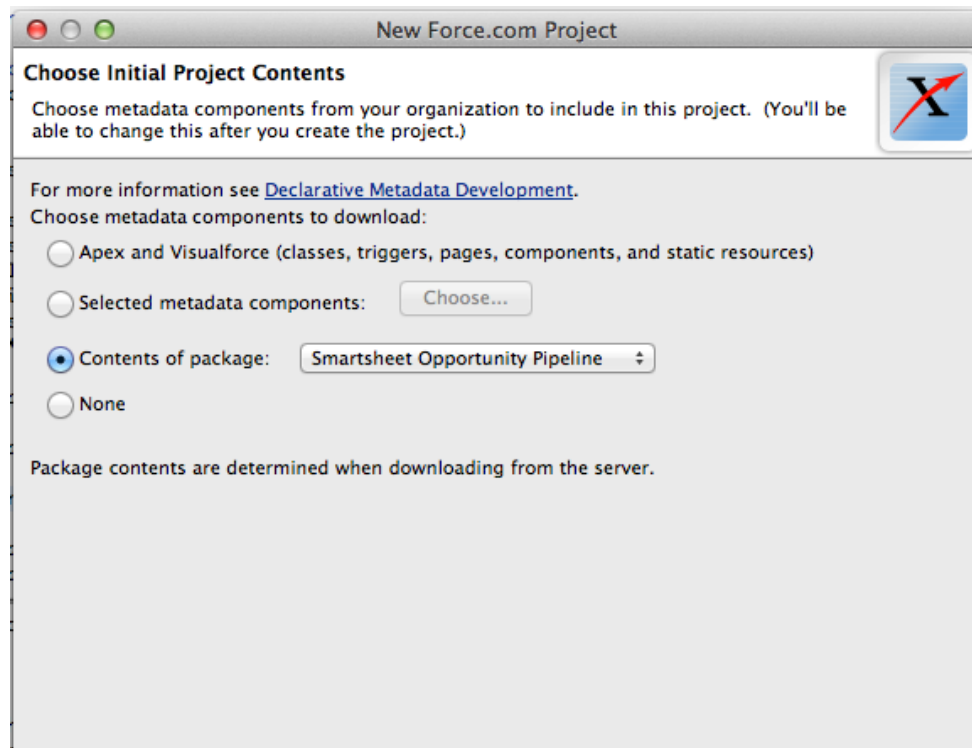 New Force.com Project
Choose Initial Project Contents
Choose metadata components from your organization to include in this project.  (You'll be
able to change this after you create the project.)
X
For more information see Declarative Metadata Development.
Choose metadata components to download:
Apex and Visualforce (classes, triggers, pages, components, and static resources)
Selected metadata components: Choose...
Contents of package: Smartsheet Opportunity Pipeline
None
Package contents are determined when downloading from the server.